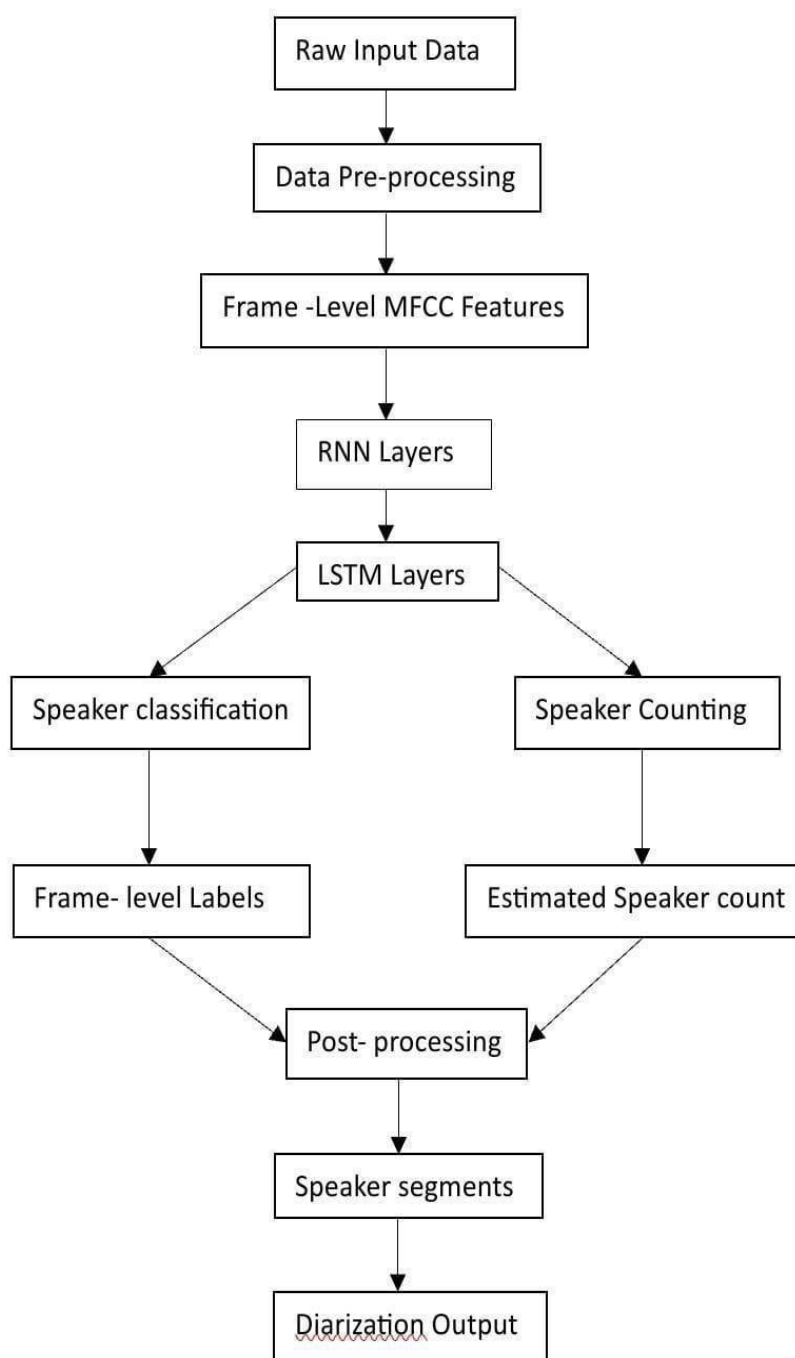 Raw Input Data
Data Pre-processing
Frame -Level MFCC Features
RNN Layers
LSTM Layers
Speaker classification
Speaker Counting
Frame- level Labels
Estimated Speaker count
Post- processing
Speaker segments
Diarization Output